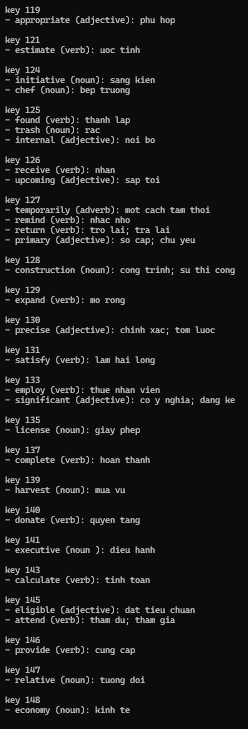 key 119
- appropriate (adjective): phu hop
key 121
- estimate (verb): uoc tinh
key 124
- initiative (noun): sang kien
- chef (noun): bep truong
key 125
- found (verb): thanh lap
- trash (noun): rac
- internal (adjective): noi bo
key 126
- receive (verb): nhan
- upcoming (adjective): sap toi
key 127
- temporarily (adverb): mot cach tam thoi
- remind (verb): nhac nho
- return (verb): tro lai; tra lai
- primary (adjective): so cap; chu yeu
key 128
- construction (noun): cong trinh; su thi cong
key 129
- expand (verb): mo rong
key 130
- precise (adjective): chinh xac; tom luoc
key 131
- satisfy (verb): lam hai long
key 133
- employ (verb): thue nhan vien
- significant (adjective): co y nghia; dang ke
key 135
- license (noun): giay phep
key 137
- complete (verb): hoan thanh
key 139
- harvest (noun): mua vu
key 140
- donate (verb): quyen tang
key 141
- executive (noun ): dieu hanh
key 143
- calculate (verb): tinh toan
key 145
- eligible (adjective): dat tieu chuan
- attend (verb): tham du; tham gia
key 146
- provide (verb): cung cap
key 147
- relative (noun): tuong doi
key 148
- economy (noun): kinh te